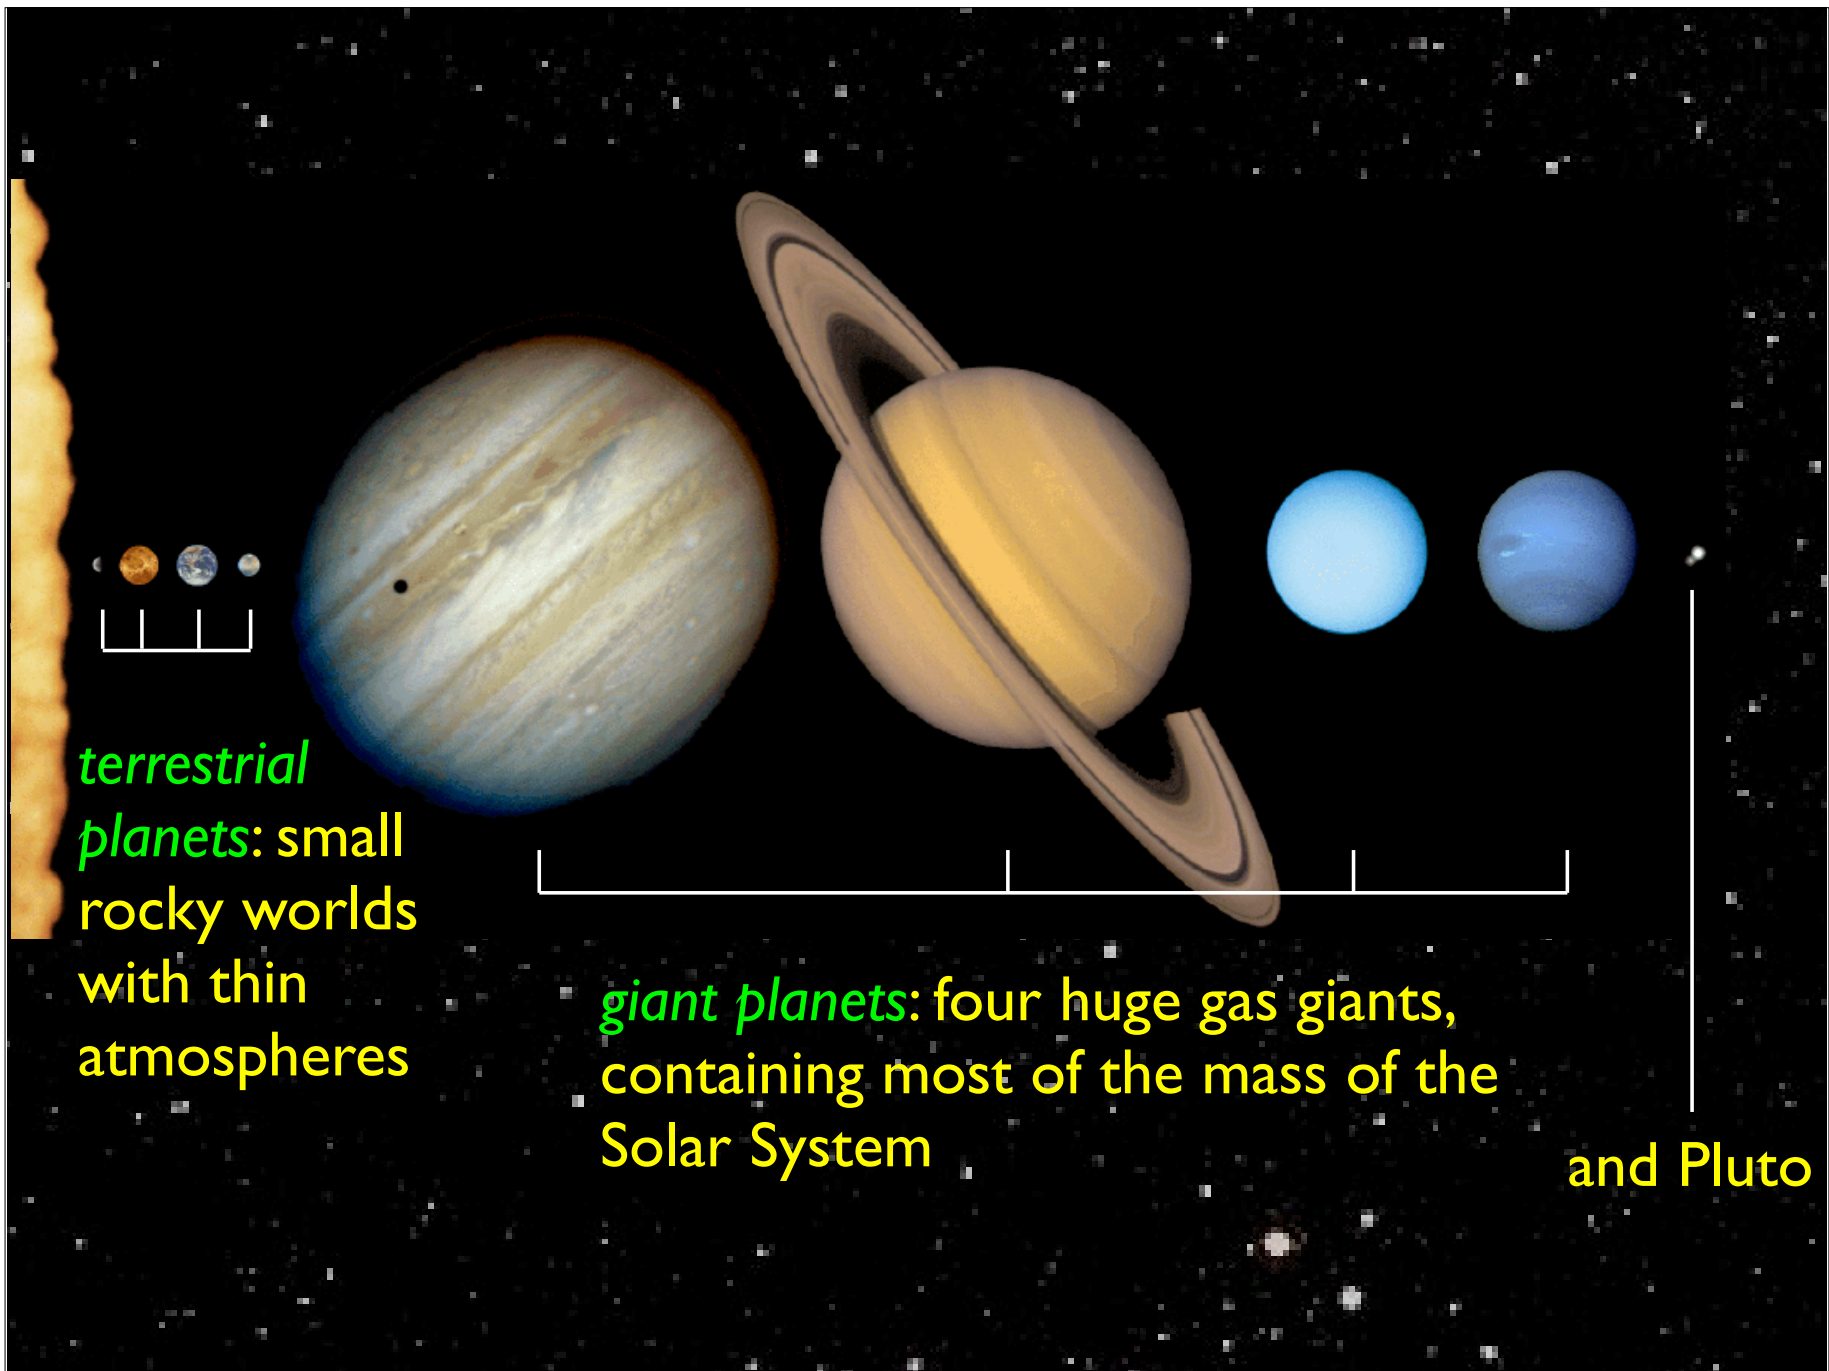 terrestrial
planets: small
rocky worlds
with thin
atmospheres
giant planets: four huge gas giants,
containing most of the mass of the
Solar System
and Pluto